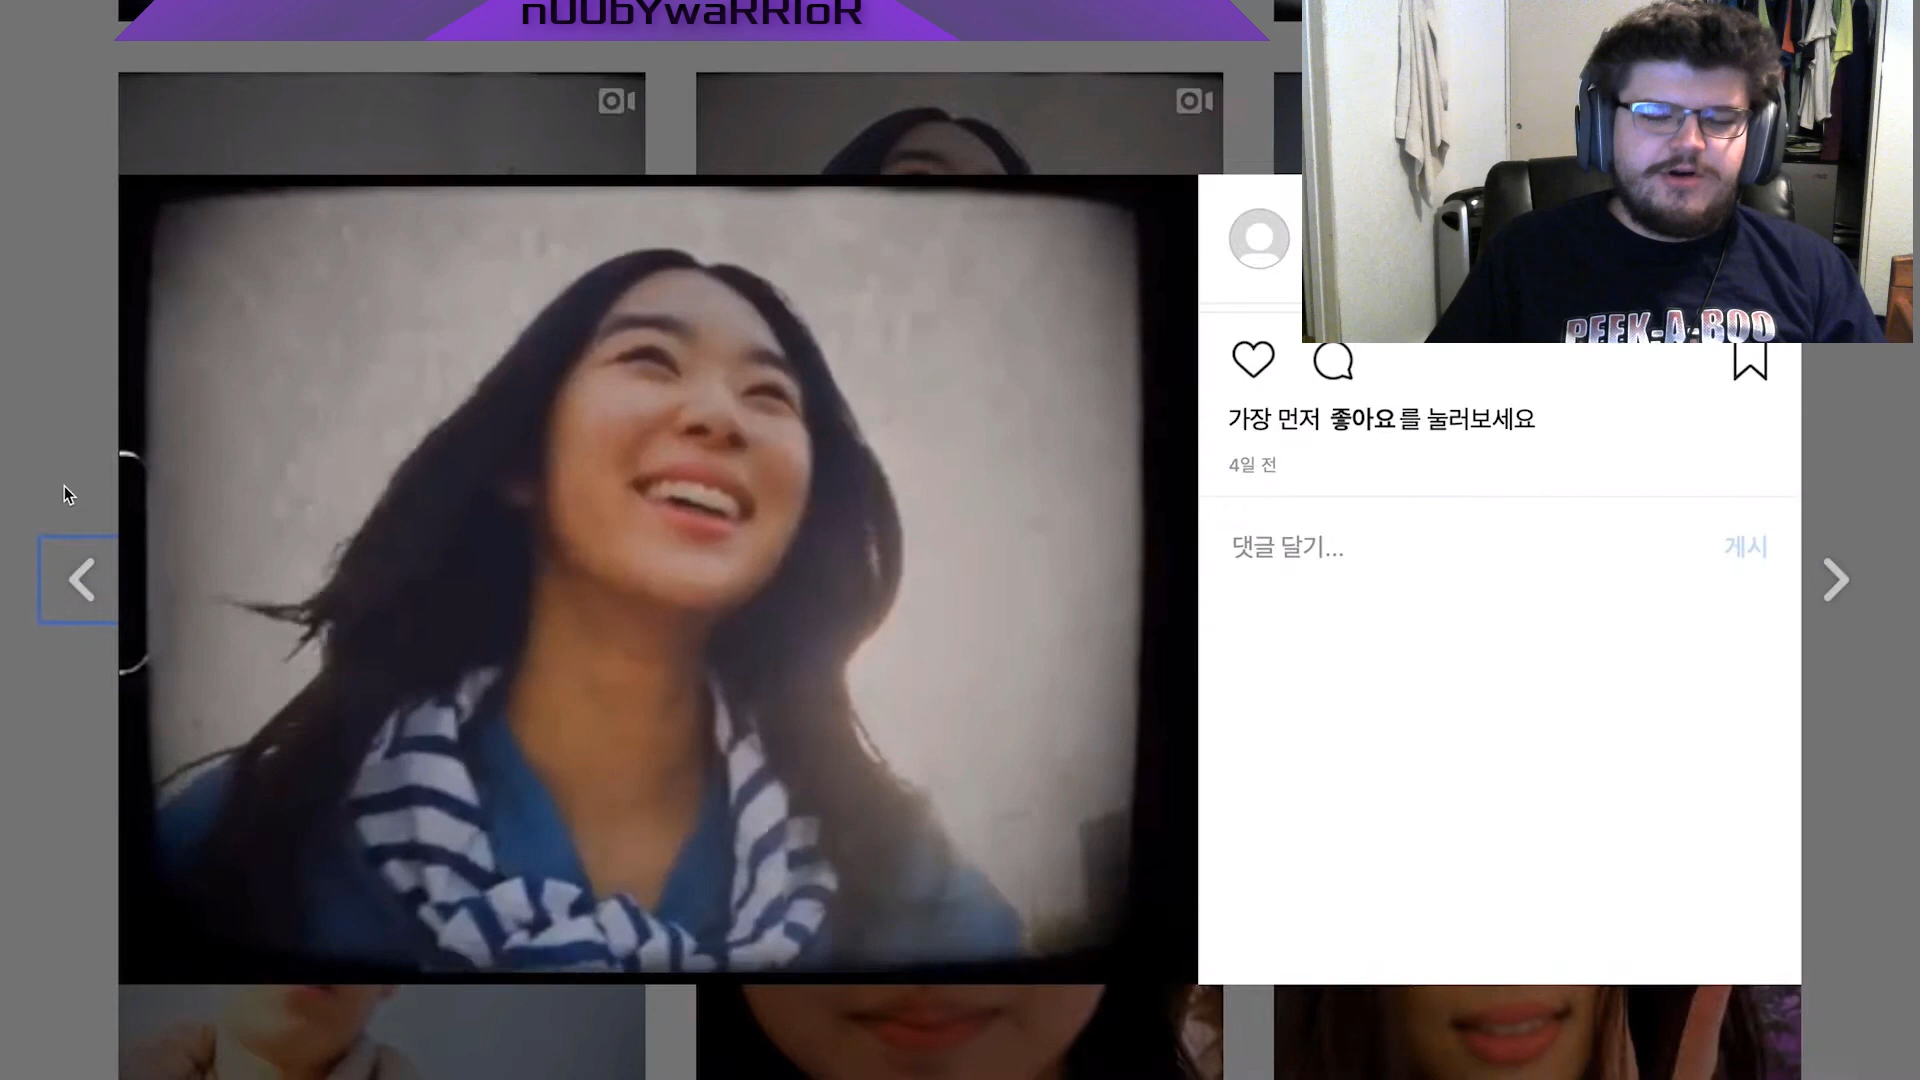 nUUbYwaRRIoR
PEEK-A-BOO
가장 먼저 좋아요를 눌러보세요
4일 전
댓글 달기...
게시